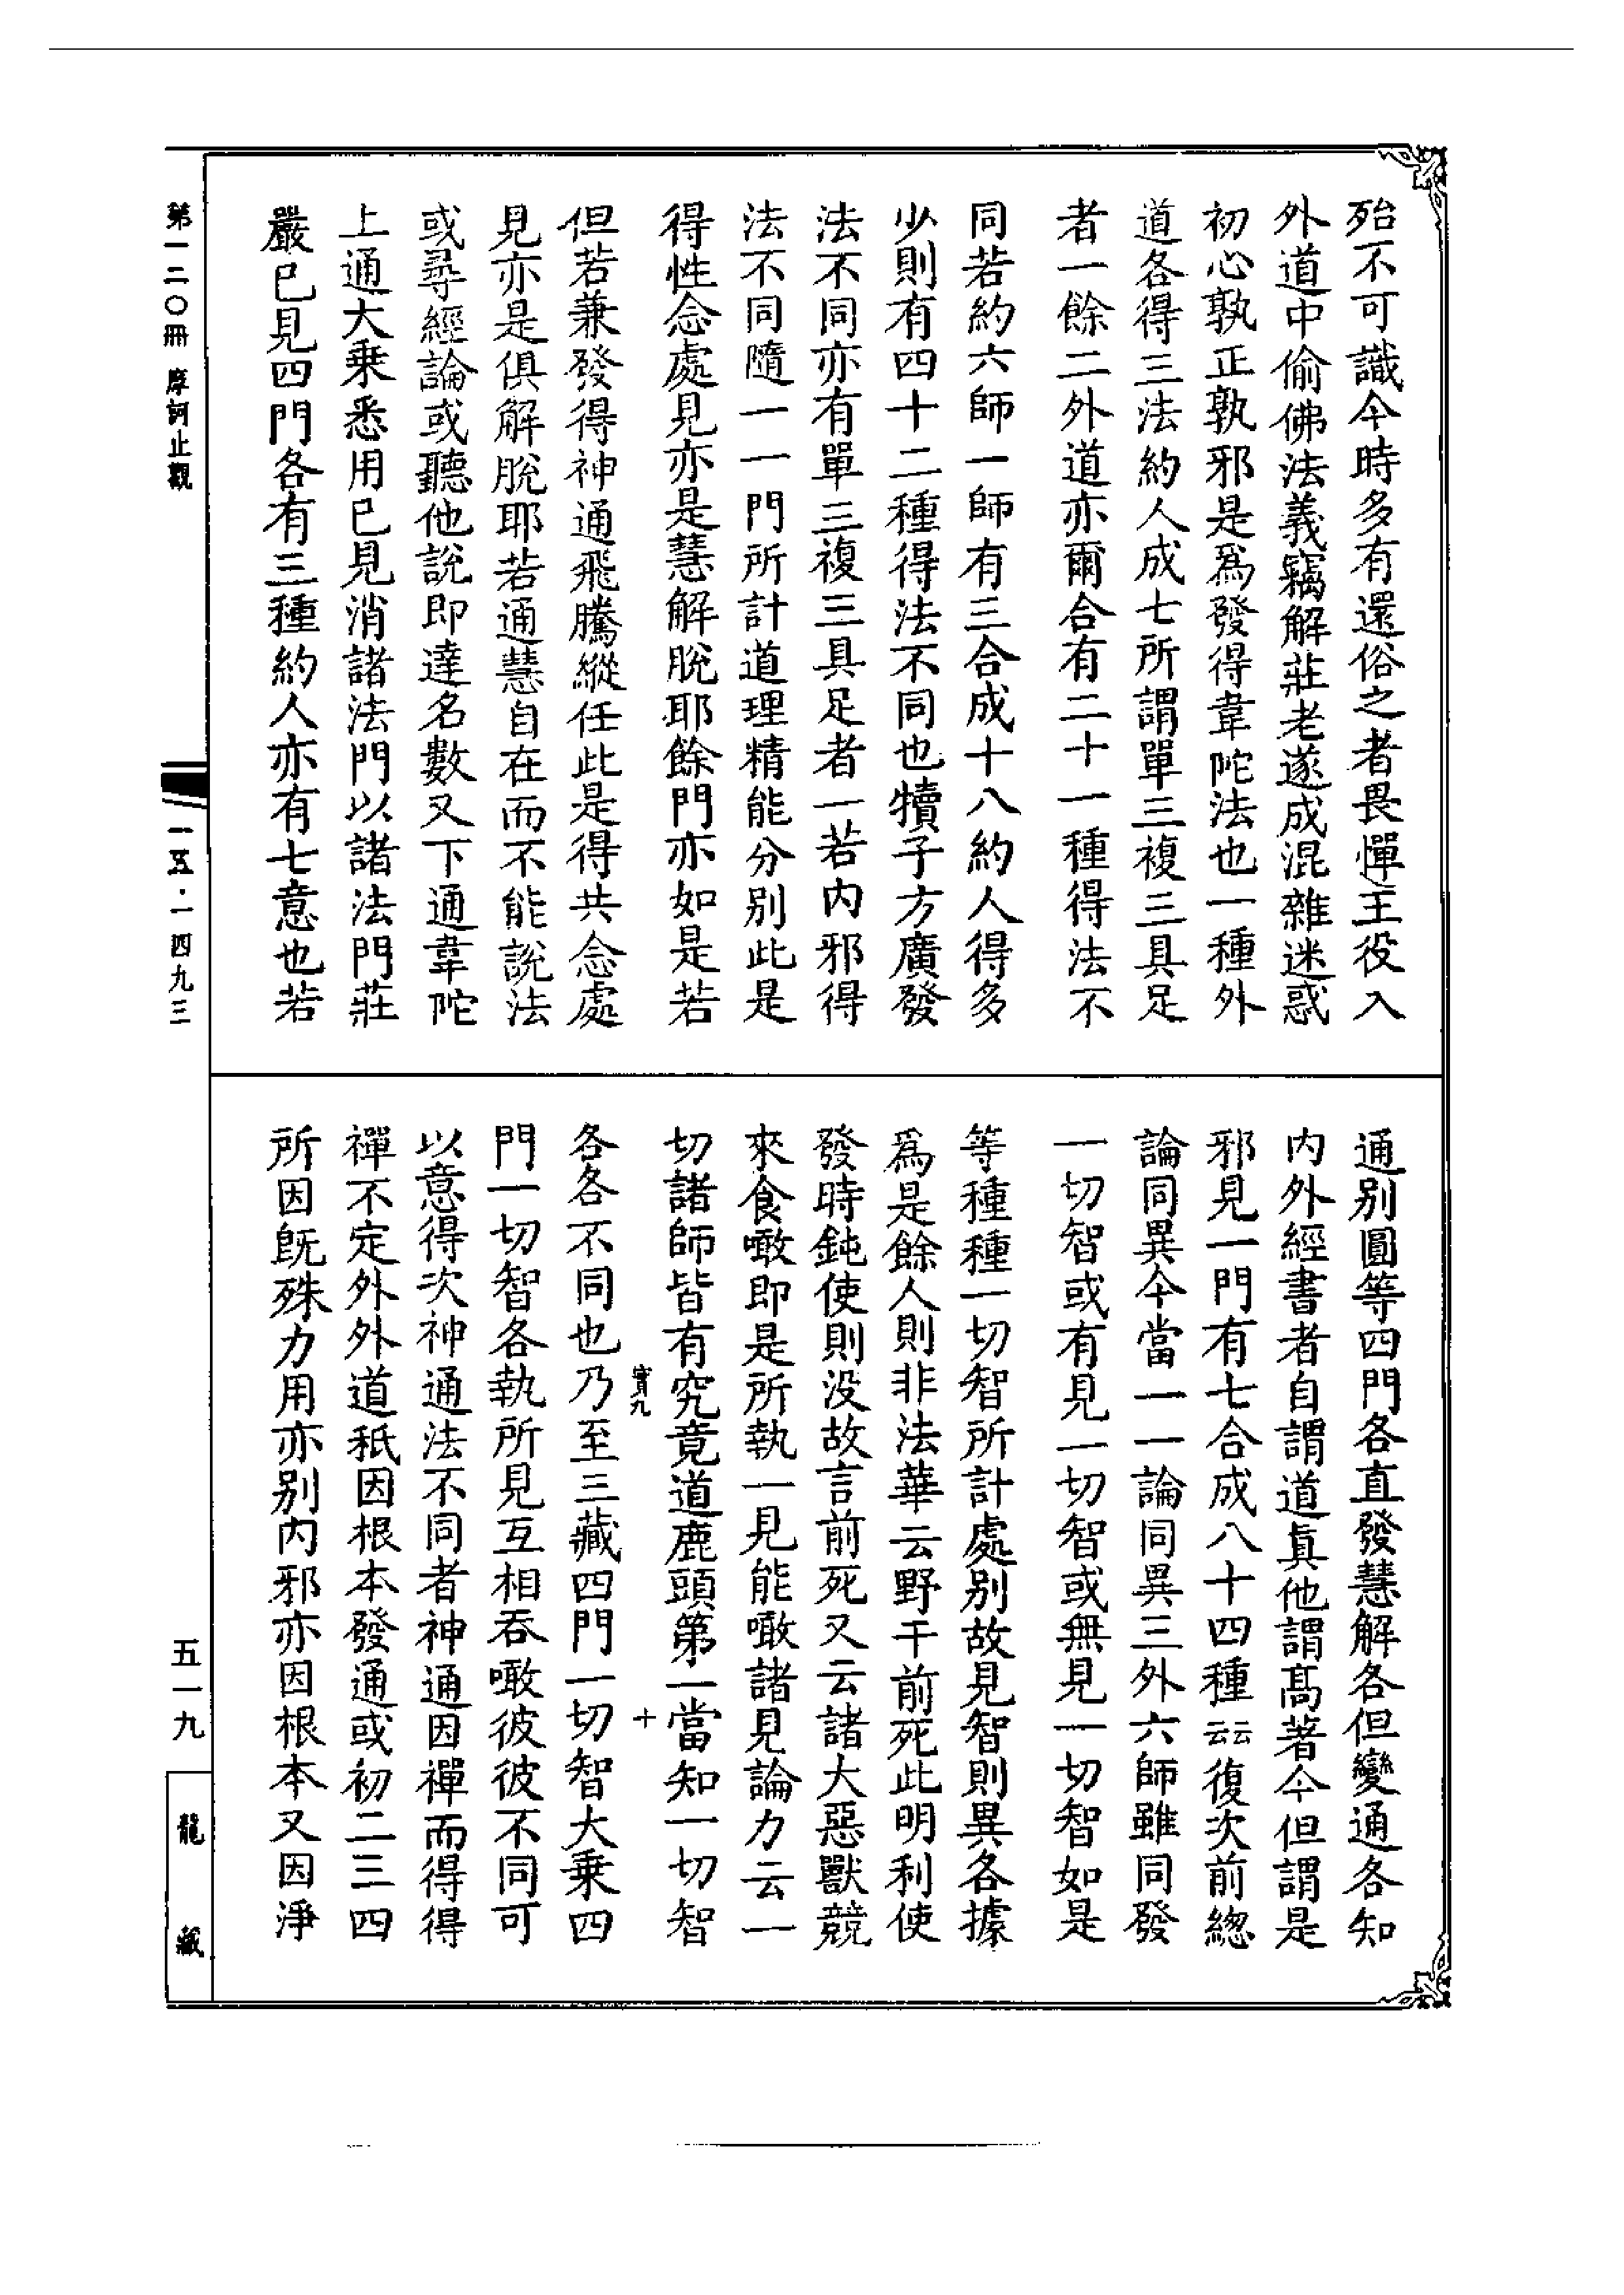 殆不可識今時多有還俗之者畏憚王役入
外道中偷佛法義竊解莊老遂成混雜迷惑
初心孰正孰邪是爲發得韋陀法也一種外
道各得三法約人成七所謂單三複三具足
者一餘二外道亦爾合有二十一種得法不
同若約六師一師有三合成十八約人得多
少則有四十二種得法不同也犢子方廣發
法不同亦有單三複三具足者一若內邪得
法不同隨一一門所計道理精能分別此是
得性念處見亦是慧解脫耶餘門亦如是若
但若兼發得神通飛騰縱任此是得共念處
見亦是俱解脫耶若通慧自在而不能說法
或尋經論或聽他說即達名數又下通韋陀
上通大乘悉用已見消諸法門以諸法門莊
嚴已見四門各有三種約人亦有七意也若
通別圓等四門各直發慧解各但變通各知
內外經書者自謂道眞他謂髙著今但謂是
邪見一門有七合成八十四種云云復次前總
論同異今當一一論同異三外六師雖同發
一切智或有見一切智或無見一切智如是
等種種一切智所計處別故見智則異各據
爲是餘人則非法華云野干前死此明利使
發時鈍使則没故言前死又云諸大惡獸競
來食噉即是所執一見能噉諸見論力云一
切諸師皆有究竟道鹿頭第一當知一切智
寶九 十
各各不同也乃至三藏四門一切智大乘四
門一切智各執所見互相吞噉彼彼不同可
以意得次神通法不同者神通因禪而得得
禪不定外外道秖因根本發通或初二三四
所因既殊力用亦別內邪亦因根本又因淨
第一二〇冊 摩訶止觀
一五·一四九三
五一九
龍藏